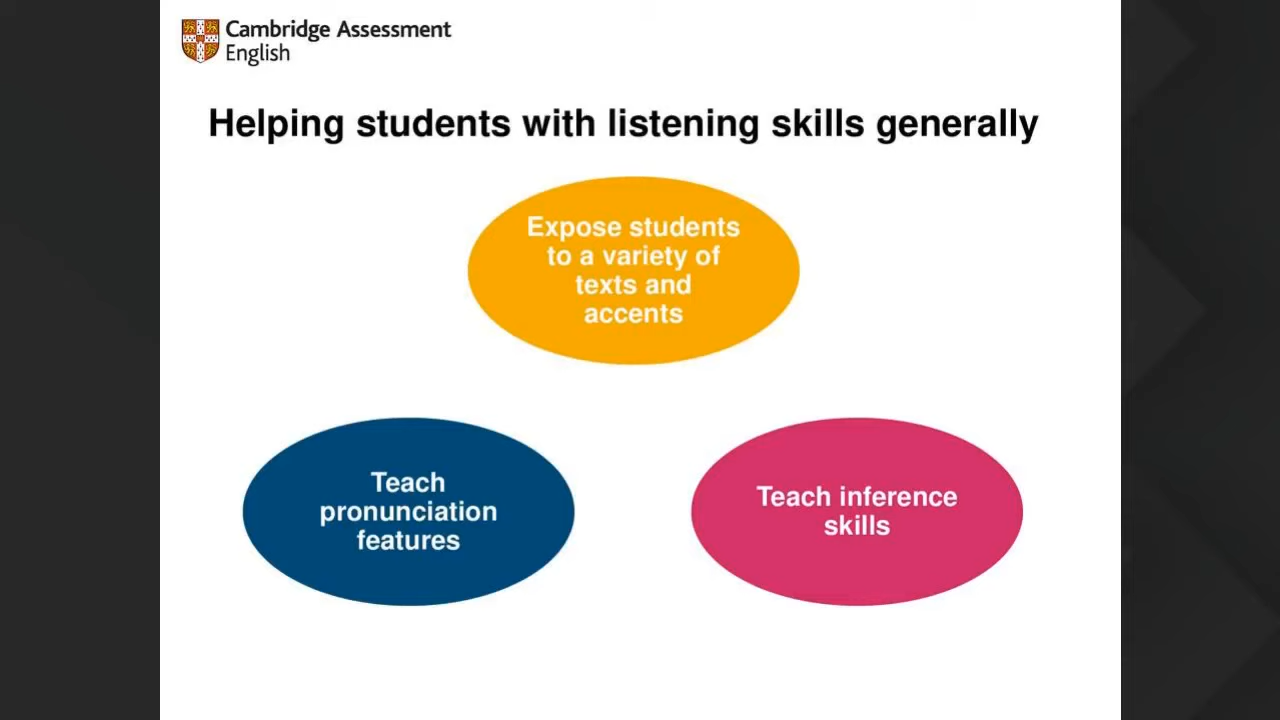 Cambridge Assessment
English
Helping students with listening skills generally
Expose students
to a variety of
texts and
accents
Teach
pronunciation
features
Teach inference
skills